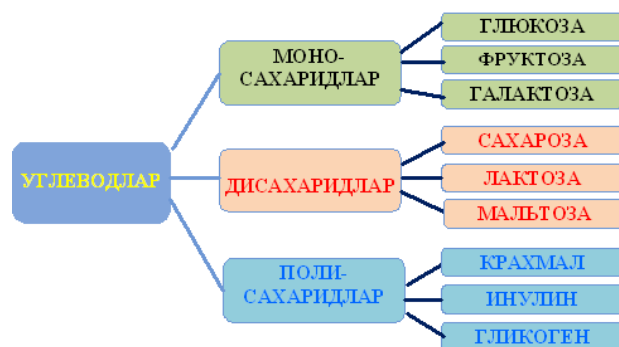 УГЛЕВОДЛАР
МОНО-
САХАРИДЛАР
ГЛЮКОЗА
ФРУКТОЗА
ГАЛАКТОЗА
ДИСАХАРИДЛАР
САХАРОЗА
ЛАКТОЗА
МАЛЬТОЗА
ПОЛИ-
САХАРИДЛАР
КРАХМАЛ
ИНУЛИН
ГЛИКОГЕН